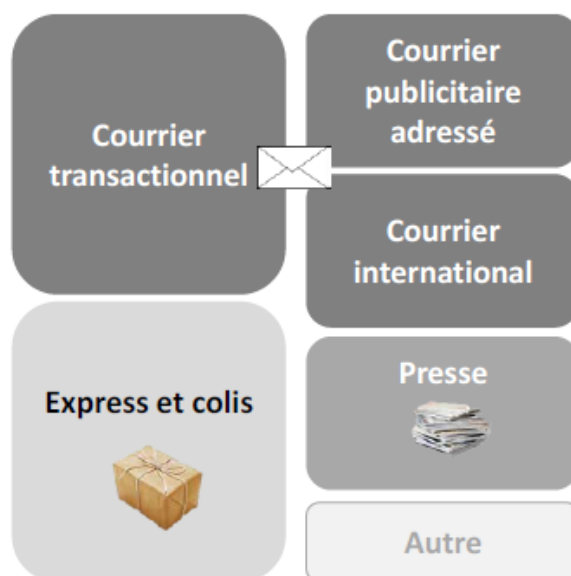 Courrier
transactionnel
Courrier
publicitaire
adressé
Courrier
international
Express et colis
Presse
Autre